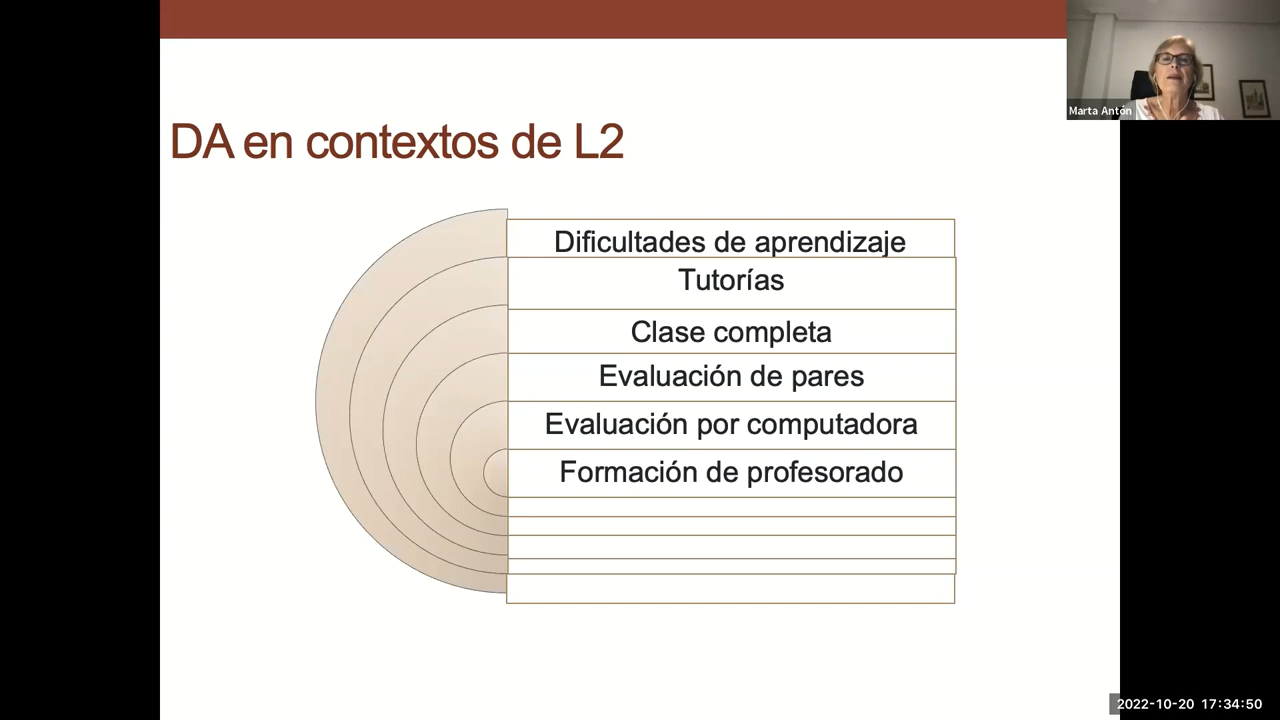 Marta Antón
DA en contextos de L2
Dificultades de aprendizaje
Tutorías
Clase completa
Evaluación de pares
Evaluación por computadora
Formación de profesorado
2022-10-20 17:34:50